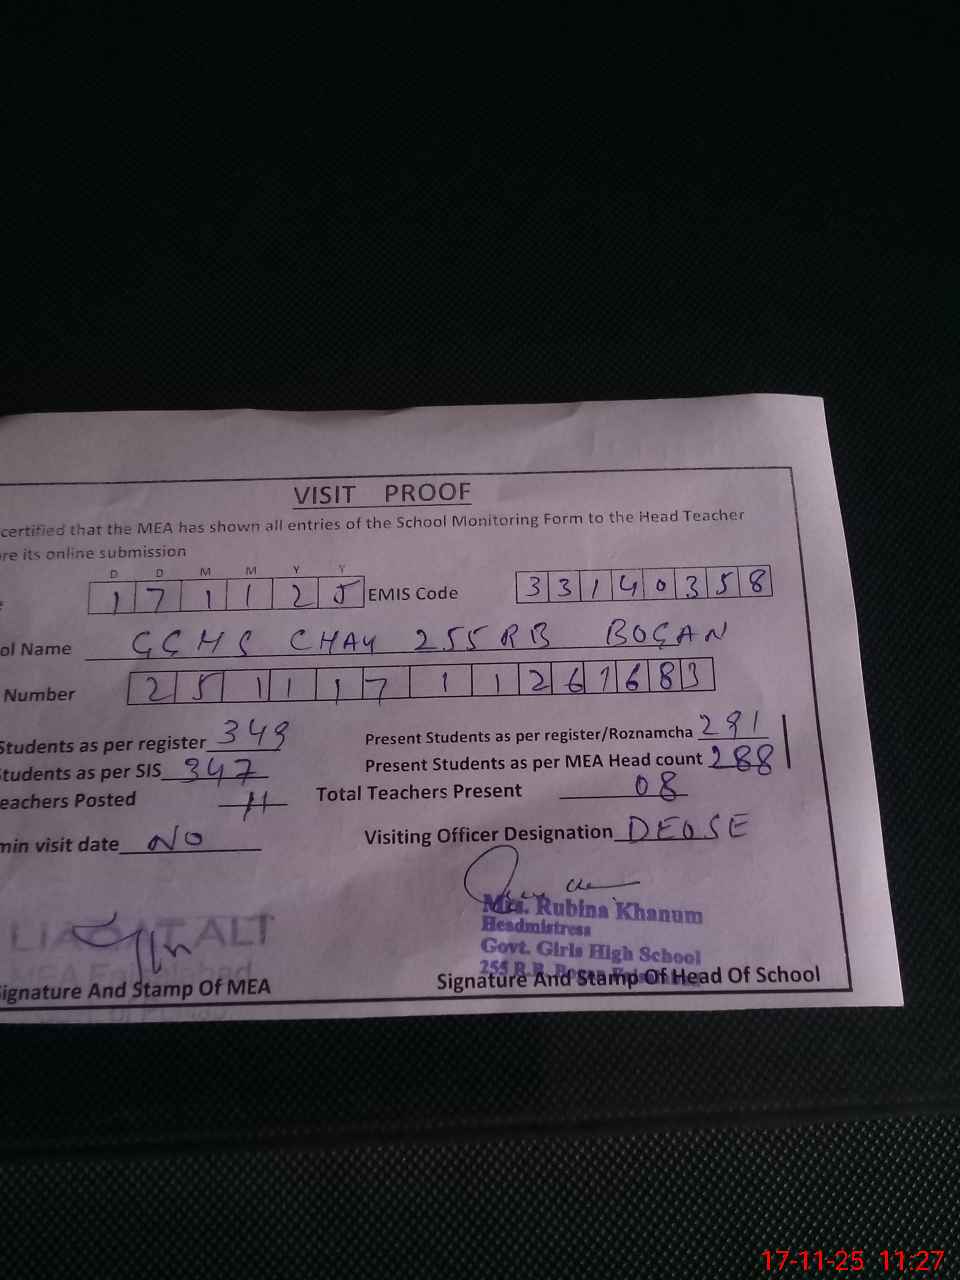 VISIT PROOF
certified that the MEA has shown all entries of the School Monitoring Form to the Head Teacher
re its online submission
D D M M Y Y
1 7 1 1 2 5 EMIS Code 3 3 1 4 0 3 5 8
ol Name GGHS CHAK 255 RB BOGAN
Number 2 5 1 1 1 7 1 1 2 6 1 6 8 3
Students as per register 349 Present Students as per register/Roznamcha 291
Students as per SIS 347 Present Students as per MEA Head count 288
eachers Posted 11 Total Teachers Present 08
min visit date NO Visiting Officer Designation DEOSE
Mrs. Rubina Khanum
Headmistress
Govt. Girls High School
255 R.B.
ignature And Stamp Of MEA Signature And Stamp Of Head Of School
17-11-25 11:27